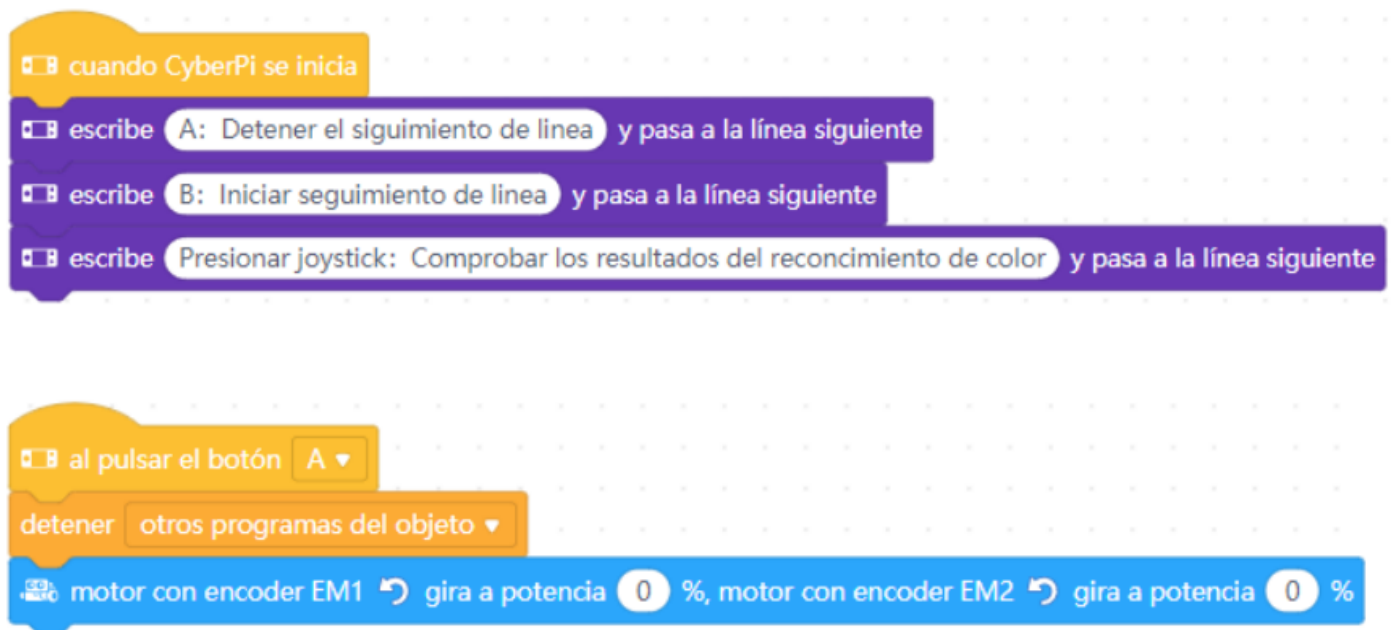 cuando CyberPi se inicia
escribe A: Detener el siguimiento de linea y pasa a la línea siguiente
escribe B: Iniciar seguimiento de linea y pasa a la línea siguiente
escribe Presionar joystick: Comprobar los resultados del reconcimiento de color y pasa a la línea siguiente
al pulsar el botón A
detener otros programas del objeto
motor con encoder EM1 gira a potencia 0 %, motor con encoder EM2 gira a potencia 0 %